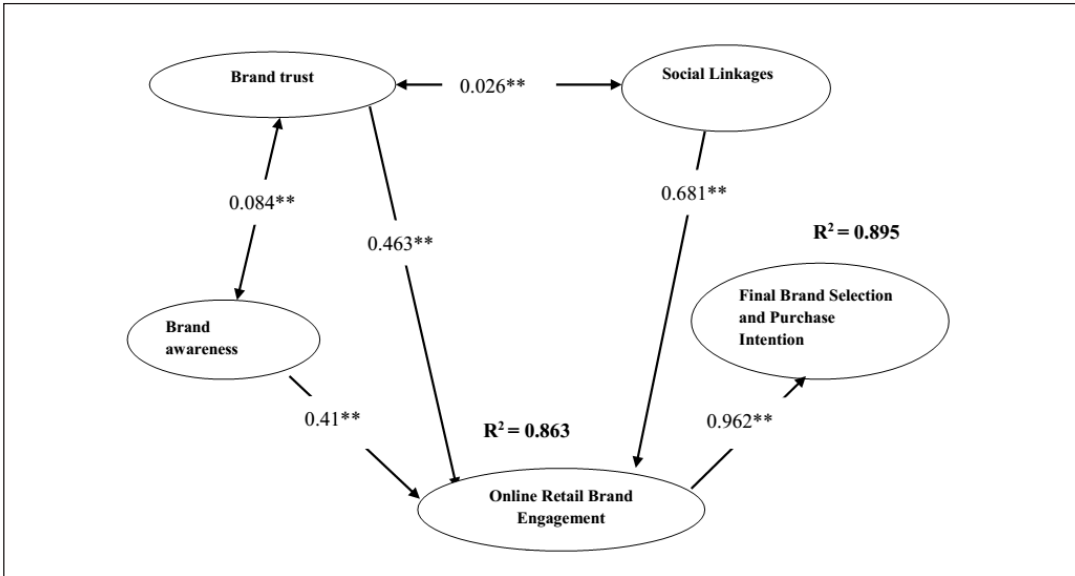 Brand trust
Social Linkages
0.026**
0.084**
0.681**
0.463**
R² = 0.895
Final Brand Selection
and Purchase
Intention
Brand
awareness
0.41**
R² = 0.863
0.962**
Online Retail Brand
Engagement